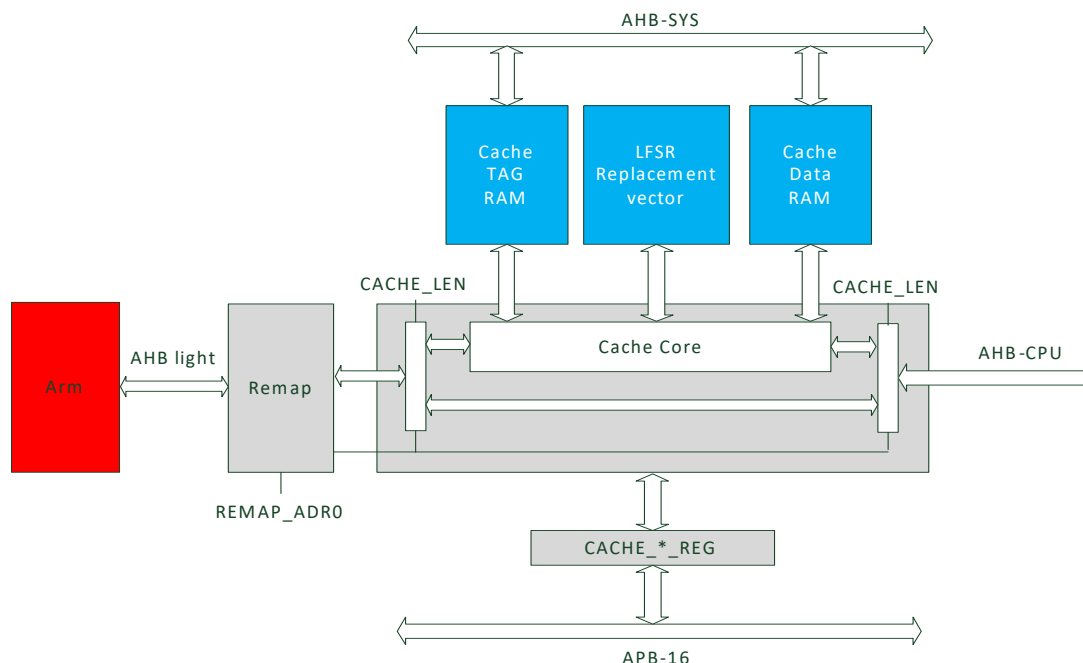 AHB-SYS
Cache
TAG
RAM
LFSR
Replacement
vector
Cache
Data
RAM
CACHE_LEN
CACHE_LEN
Arm
AHB light
Remap
Cache Core
AHB-CPU
REMAP_ADR0
CACHE_*_REG
APB-16